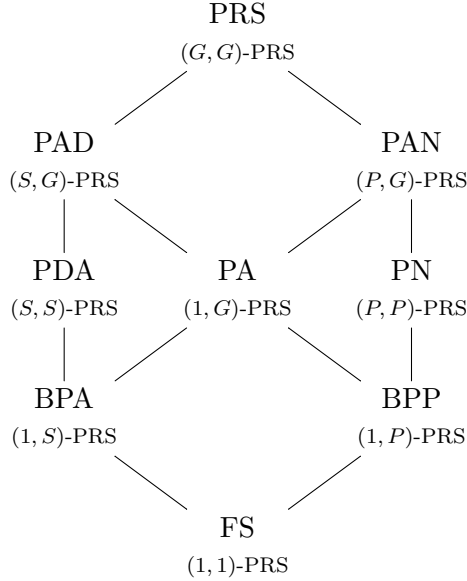 PRS
(G, G)-PRS
PAD
PAN
(S, G)-PRS
(P, G)-PRS
PDA
PA
PN
(S, S)-PRS
(1, G)-PRS
(P, P)-PRS
BPA
BPP
(1, S)-PRS
(1, P)-PRS
FS
(1, 1)-PRS